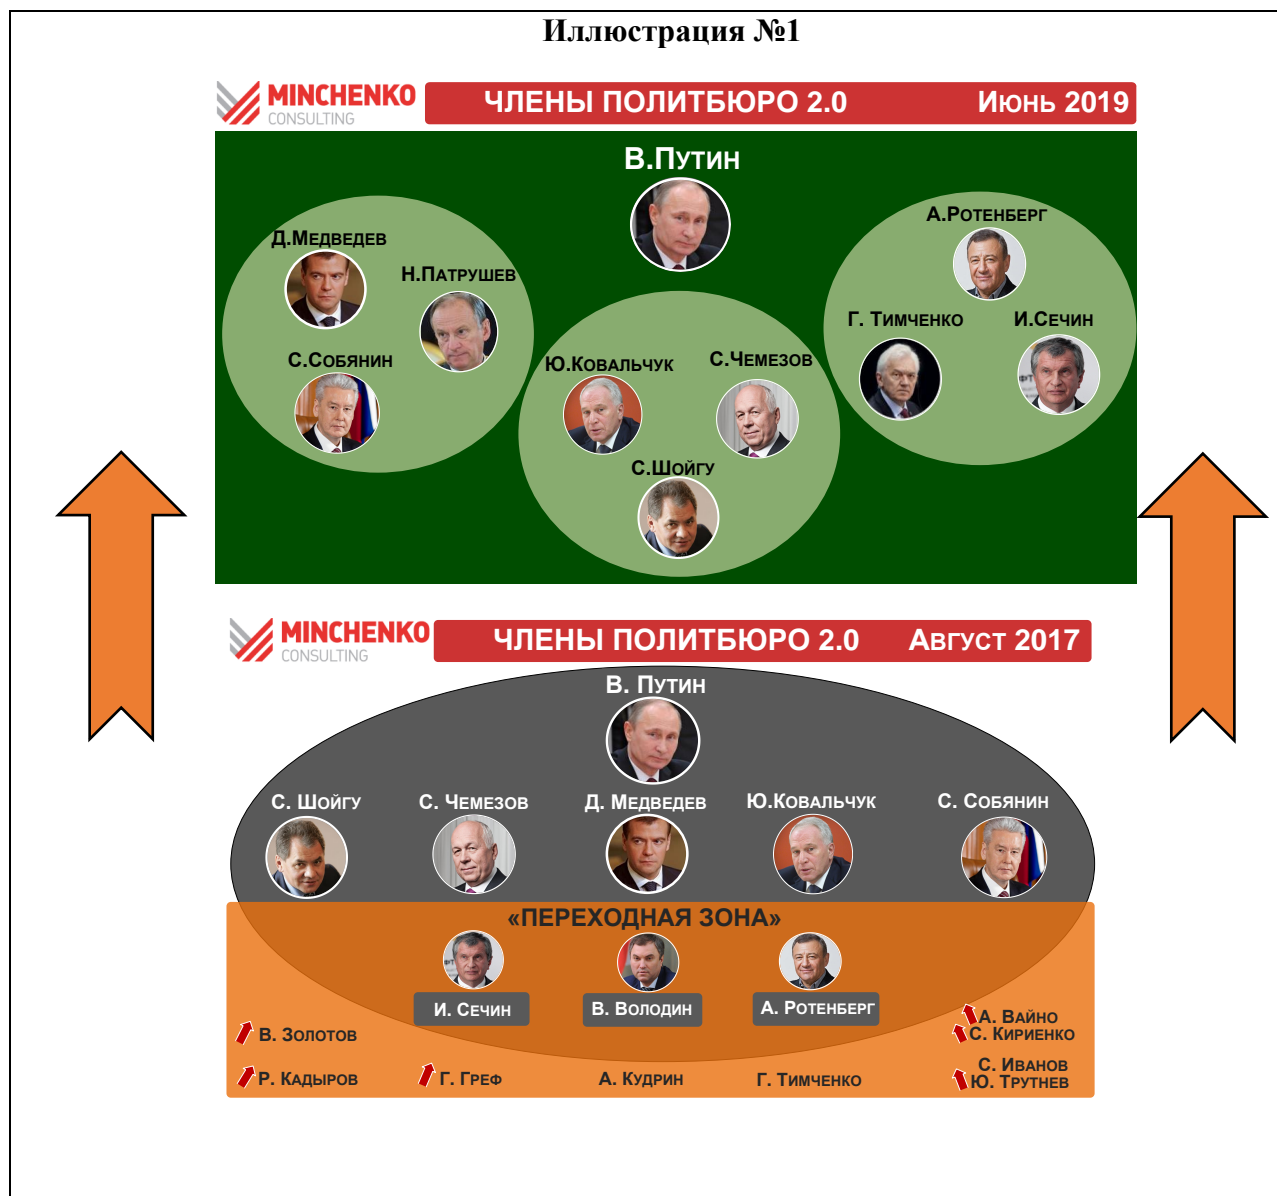 Иллюстрация №1
MINCHENKO
CONSULTING
ЧЛЕНЫ ПОЛИТБЮРО 2.0 Июнь 2019
В.Путин
А.Ротенберг
Д.Медведев
Н.Патрушев
Г. Тимченко И.Сечин
С.Собянин
Ю.Ковальчук С.Чемезов
С.Шойгу
MINCHENKO
CONSULTING
ЧЛЕНЫ ПОЛИТБЮРО 2.0 Август 2017
В. Путин
С. Шойгу С. Чемезов Д. Медведев Ю.Ковальчук С. Собянин
«ПЕРЕХОДНАЯ ЗОНА»
И. Сечин В. Володин А. Ротенберг
А. Вайно
В. Золотов С. Кириенко
С. Иванов
Р. Кадыров Г. Греф А. Кудрин Г. Тимченко Ю. Трутнев